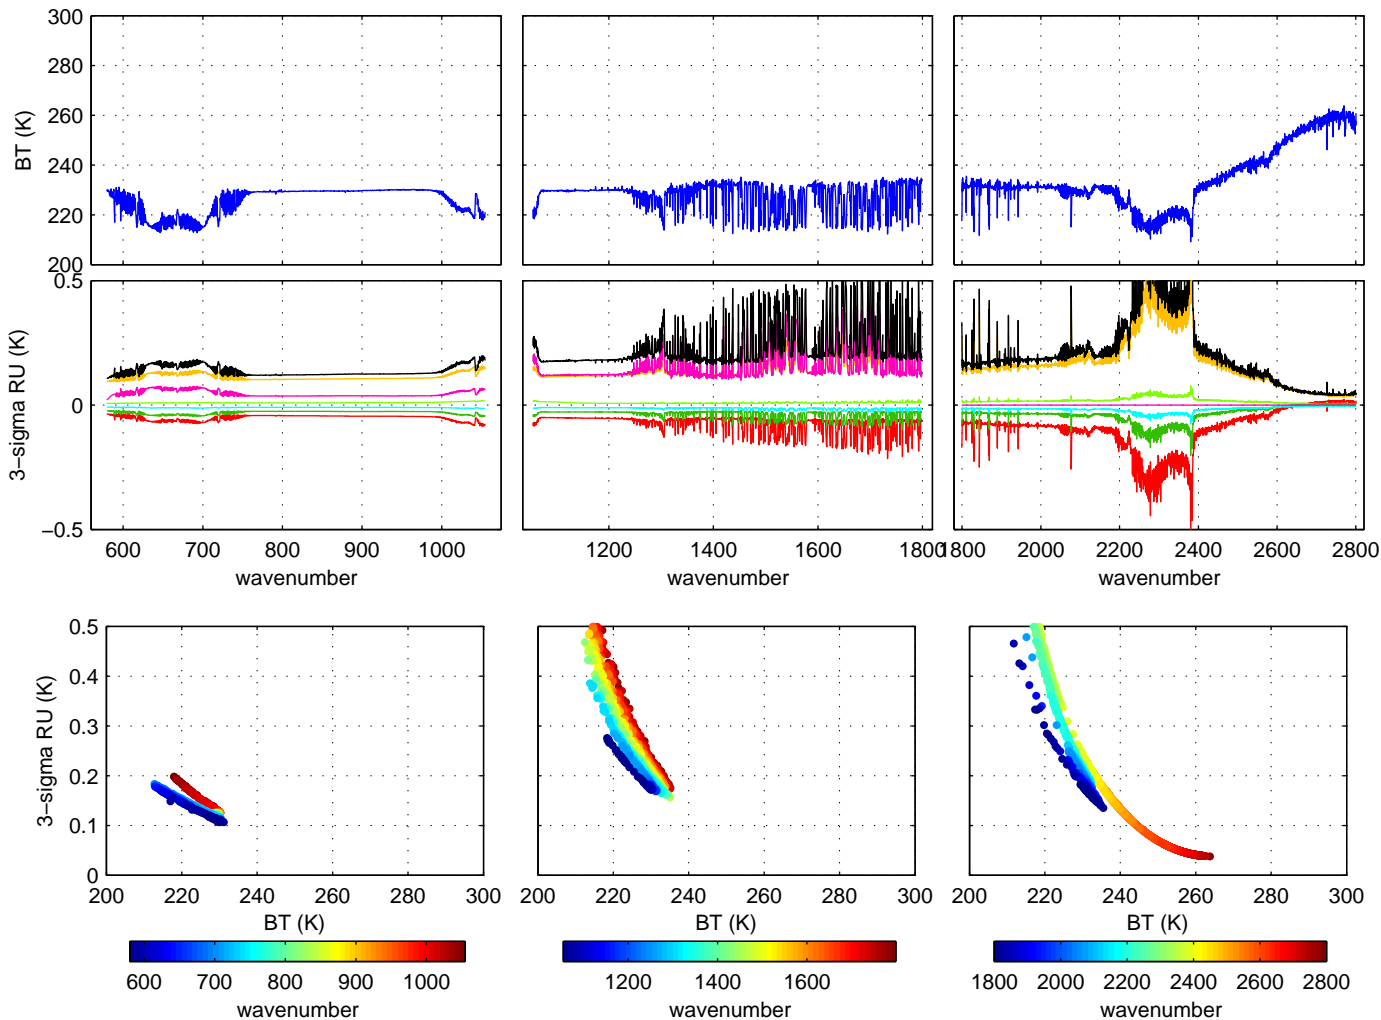 300
280
260
240
220
200
BT (K)
0.5
0
−0.5
3−sigma RU (K)
600 700 800 900 1000
1200 1400 1600 1800
1800 2000 2200 2400 2600 2800
wavenumber wavenumber wavenumber
0.5
0.4
0.3
0.2
0.1
0
3−sigma RU (K)
200 220 240 260 280 300
200 220 240 260 280 300
200 220 240 260 280 300
BT (K) BT (K) BT (K)
600 700 800 900 1000
1200 1400 1600
1800 2000 2200 2400 2600 2800
wavenumber wavenumber wavenumber